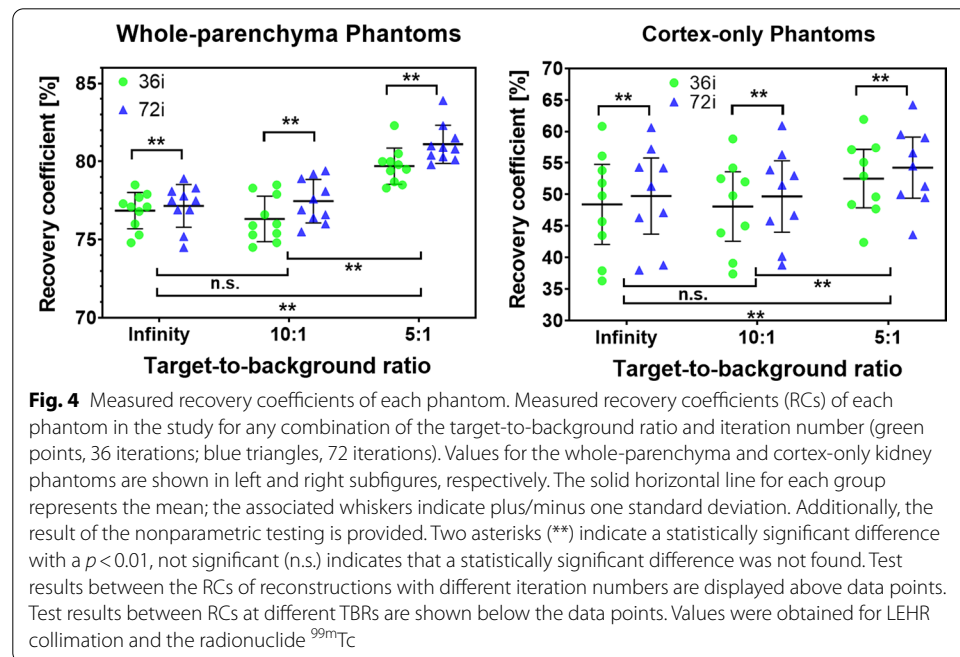 Whole-parenchyma Phantoms
Recovery coefficient [%]
85
80
75
70
36i
72i
**
**
**
n.s.
**
**
Infinity
10:1
5:1
Target-to-background ratio
Cortex-only Phantoms
Recovery coefficient [%]
70
65
60
55
50
45
40
35
30
36i
72i
**
**
**
n.s.
**
**
Infinity
10:1
5:1
Target-to-background ratio
Fig. 4 Measured recovery coefficients of each phantom. Measured recovery coefficients (RCs) of each
phantom in the study for any combination of the target-to-background ratio and iteration number (green
points, 36 iterations; blue triangles, 72 iterations). Values for the whole-parenchyma and cortex-only kidney
phantoms are shown in left and right subfigures, respectively. The solid horizontal line for each group
represents the mean; the associated whiskers indicate plus/minus one standard deviation. Additionally, the
result of the nonparametric testing is provided. Two asterisks (**) indicate a statistically significant difference
with a p < 0.01, not significant (n.s.) indicates that a statistically significant difference was not found. Test
results between the RCs of reconstructions with different iteration numbers are displayed above data points.
Test results between RCs at different TBRs are shown below the data points. Values were obtained for LEHR
collimation and the radionuclide ⁹⁹ᵐTc